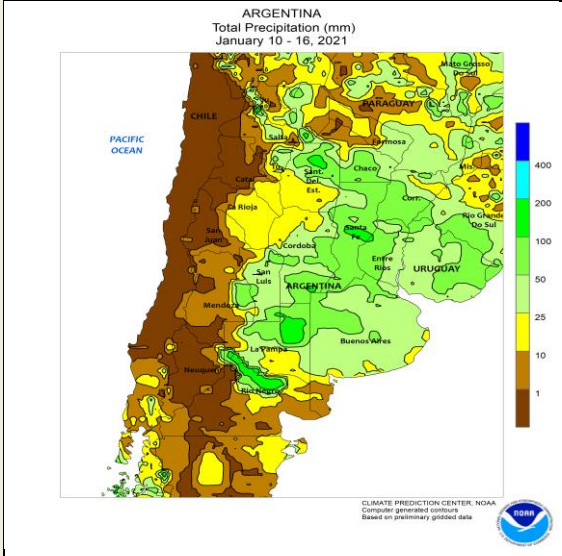 ARGENTINA
Total Precipitation (mm)
January 10 - 16, 2021
Mato Grosso
Do Sul
PARAGUAY
CHILE
PACIFIC
OCEAN
Salta
Formosa
Chaco
Mis.
Sant.
Del.
Est.
Cata.
Corr.
La Rioja
Rio Grande
Do Sul
San
Juan
Santa
Fe
Cordoba
Entre
Rios
URUGUAY
San
Luis
ARGENTINA
Mendoza
Buenos Aires
La Pampa
Neuquen
Rio Negro
400
200
100
50
25
10
1
CLIMATE PREDICTION CENTER, NOAA
Computer generated contours
Based on preliminary gridded data
NOAA